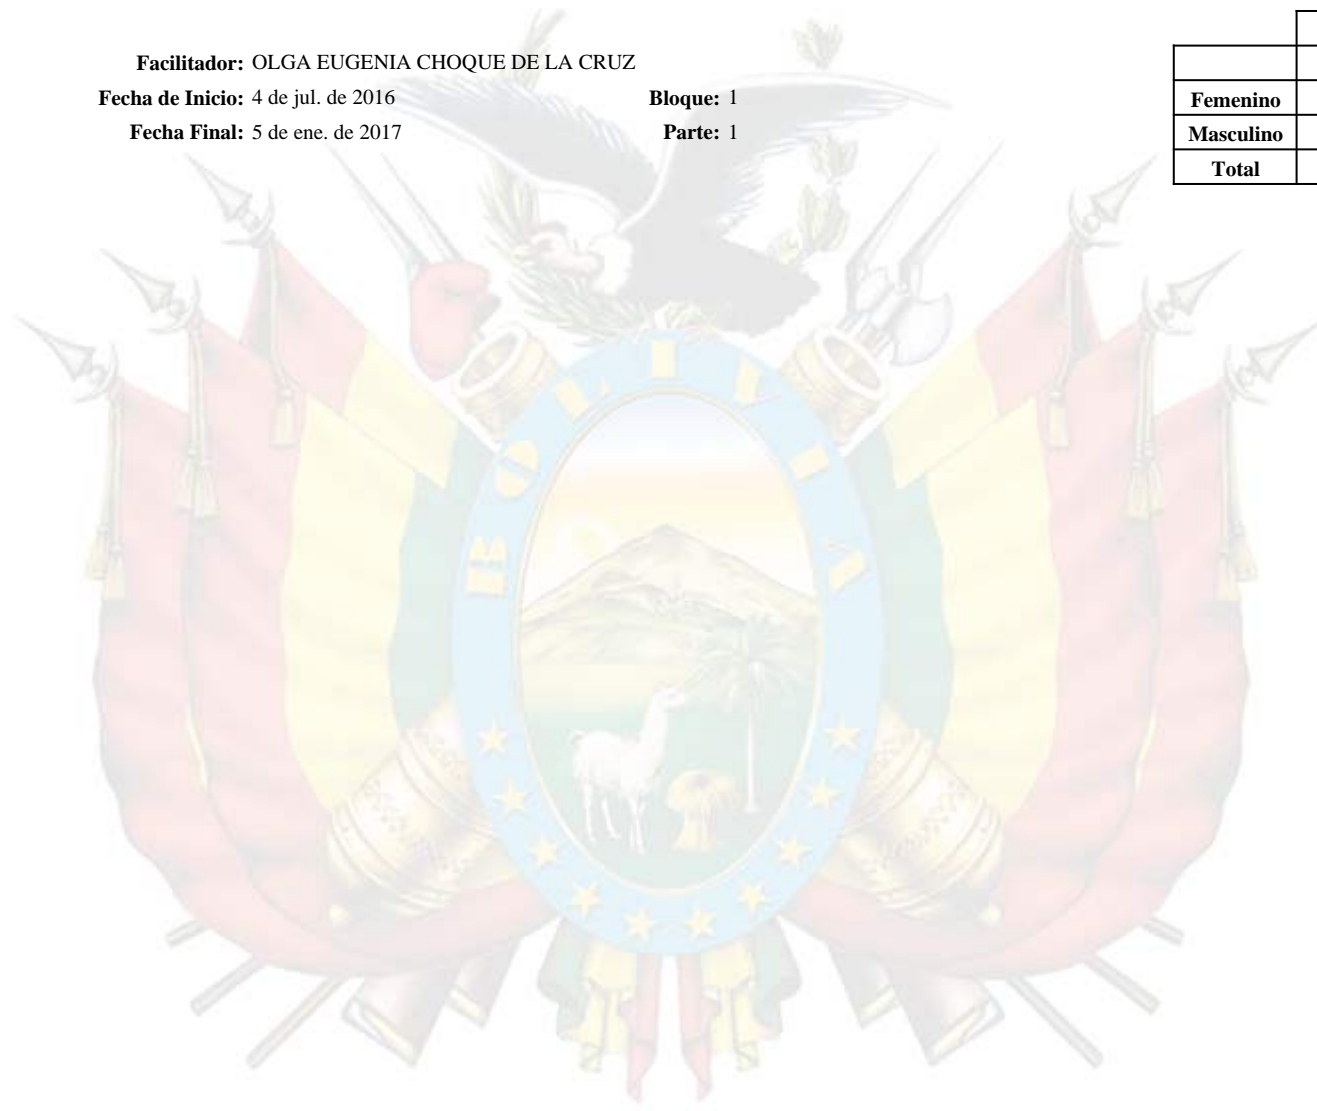 Facilitador: OLGA EUGENIA CHOQUE DE LA CRUZ
Fecha de Inicio: 4 de jul. de 2016 Bloque: 1
Fecha Final: 5 de ene. de 2017 Parte: 1
Femenino
Masculino
Total
BOLIVIA